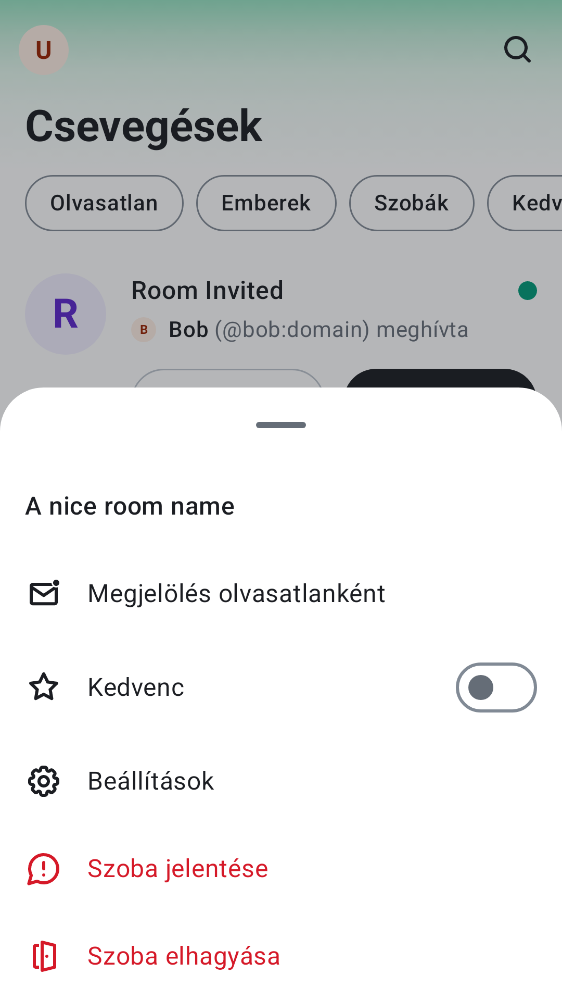 U
Csevegések
Olvasatlan
Emberek
Szobák
Kedv
R
Room Invited
B
Bob (@bob:domain) meghívta
A nice room name
Megjelölés olvasatlanként
Kedvenc
Beállítások
Szoba jelentése
Szoba elhagyása